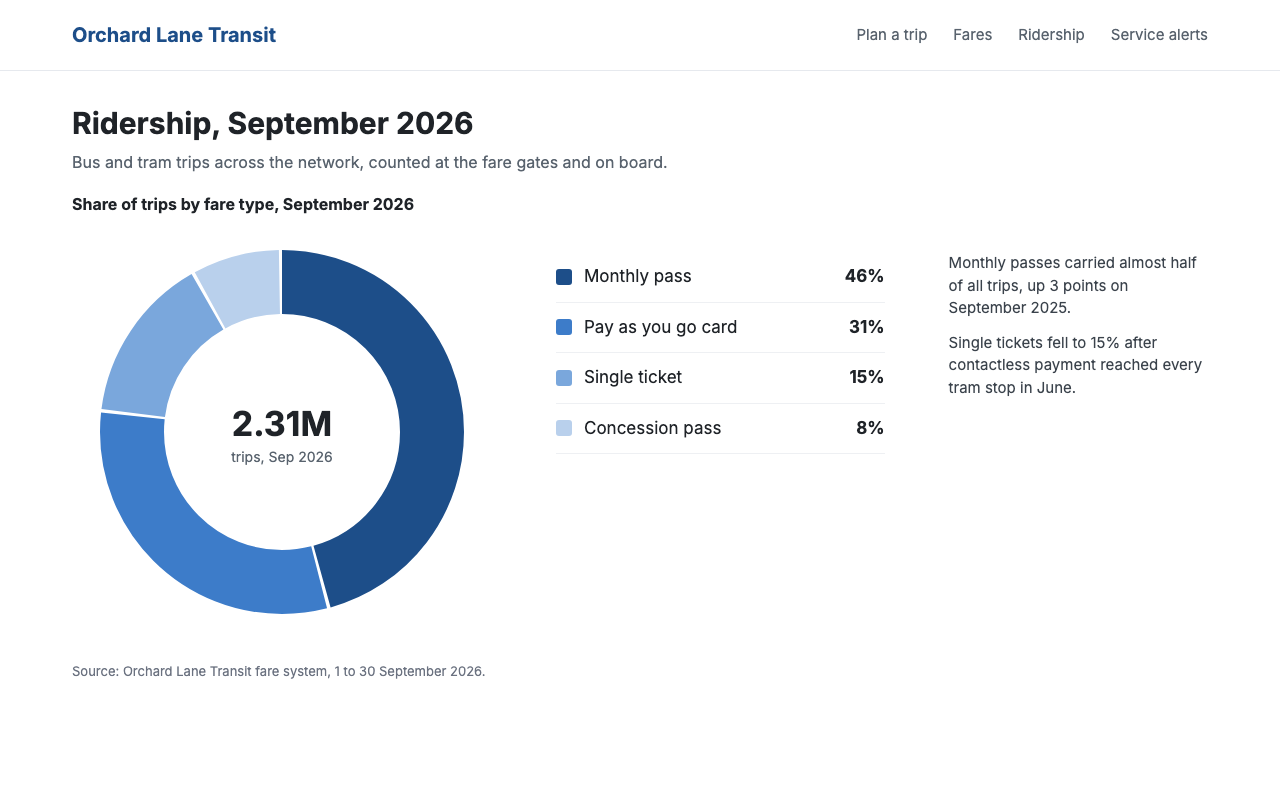 Orchard Lane Transit
Plan a trip
Fares
Ridership
Service alerts
Ridership, September 2026
Bus and tram trips across the network, counted at the fare gates and on board.
Share of trips by fare type, September 2026
2.31M
trips, Sep 2026
Monthly pass 46%
Pay as you go card 31%
Single ticket 15%
Concession pass 8%
Monthly passes carried almost half
of all trips, up 3 points on
September 2025.
Single tickets fell to 15% after
contactless payment reached every
tram stop in June.
Source: Orchard Lane Transit fare system, 1 to 30 September 2026.